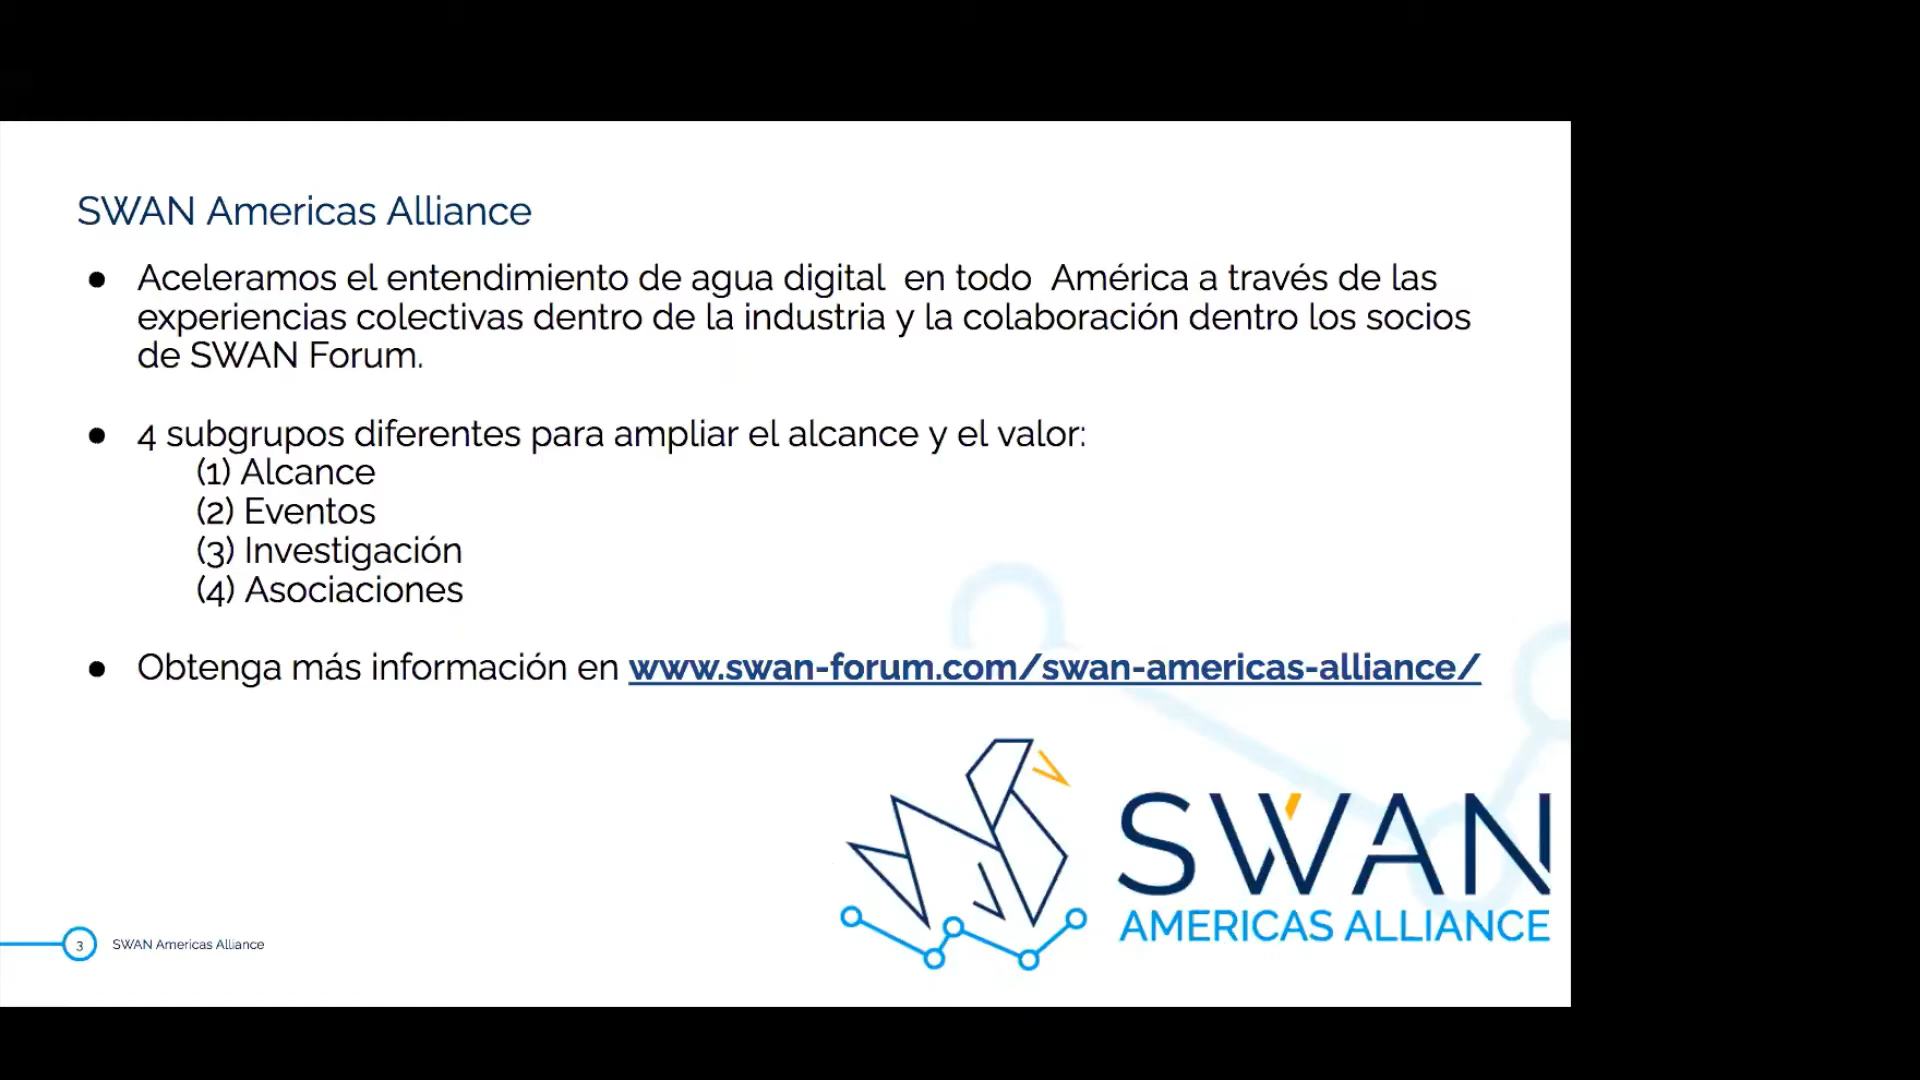 SWAN Americas Alliance
● Aceleramos el entendimiento de agua digital en todo América a través de las
experiencias colectivas dentro de la industria y la colaboración dentro los socios
de SWAN Forum.
● 4 subgrupos diferentes para ampliar el alcance y el valor:
(1) Alcance
(2) Eventos
(3) Investigación
(4) Asociaciones
● Obtenga más información en www.swan-forum.com/swan-americas-alliance/
SWAN
AMERICAS ALLIANCE
3 SWAN Americas Alliance